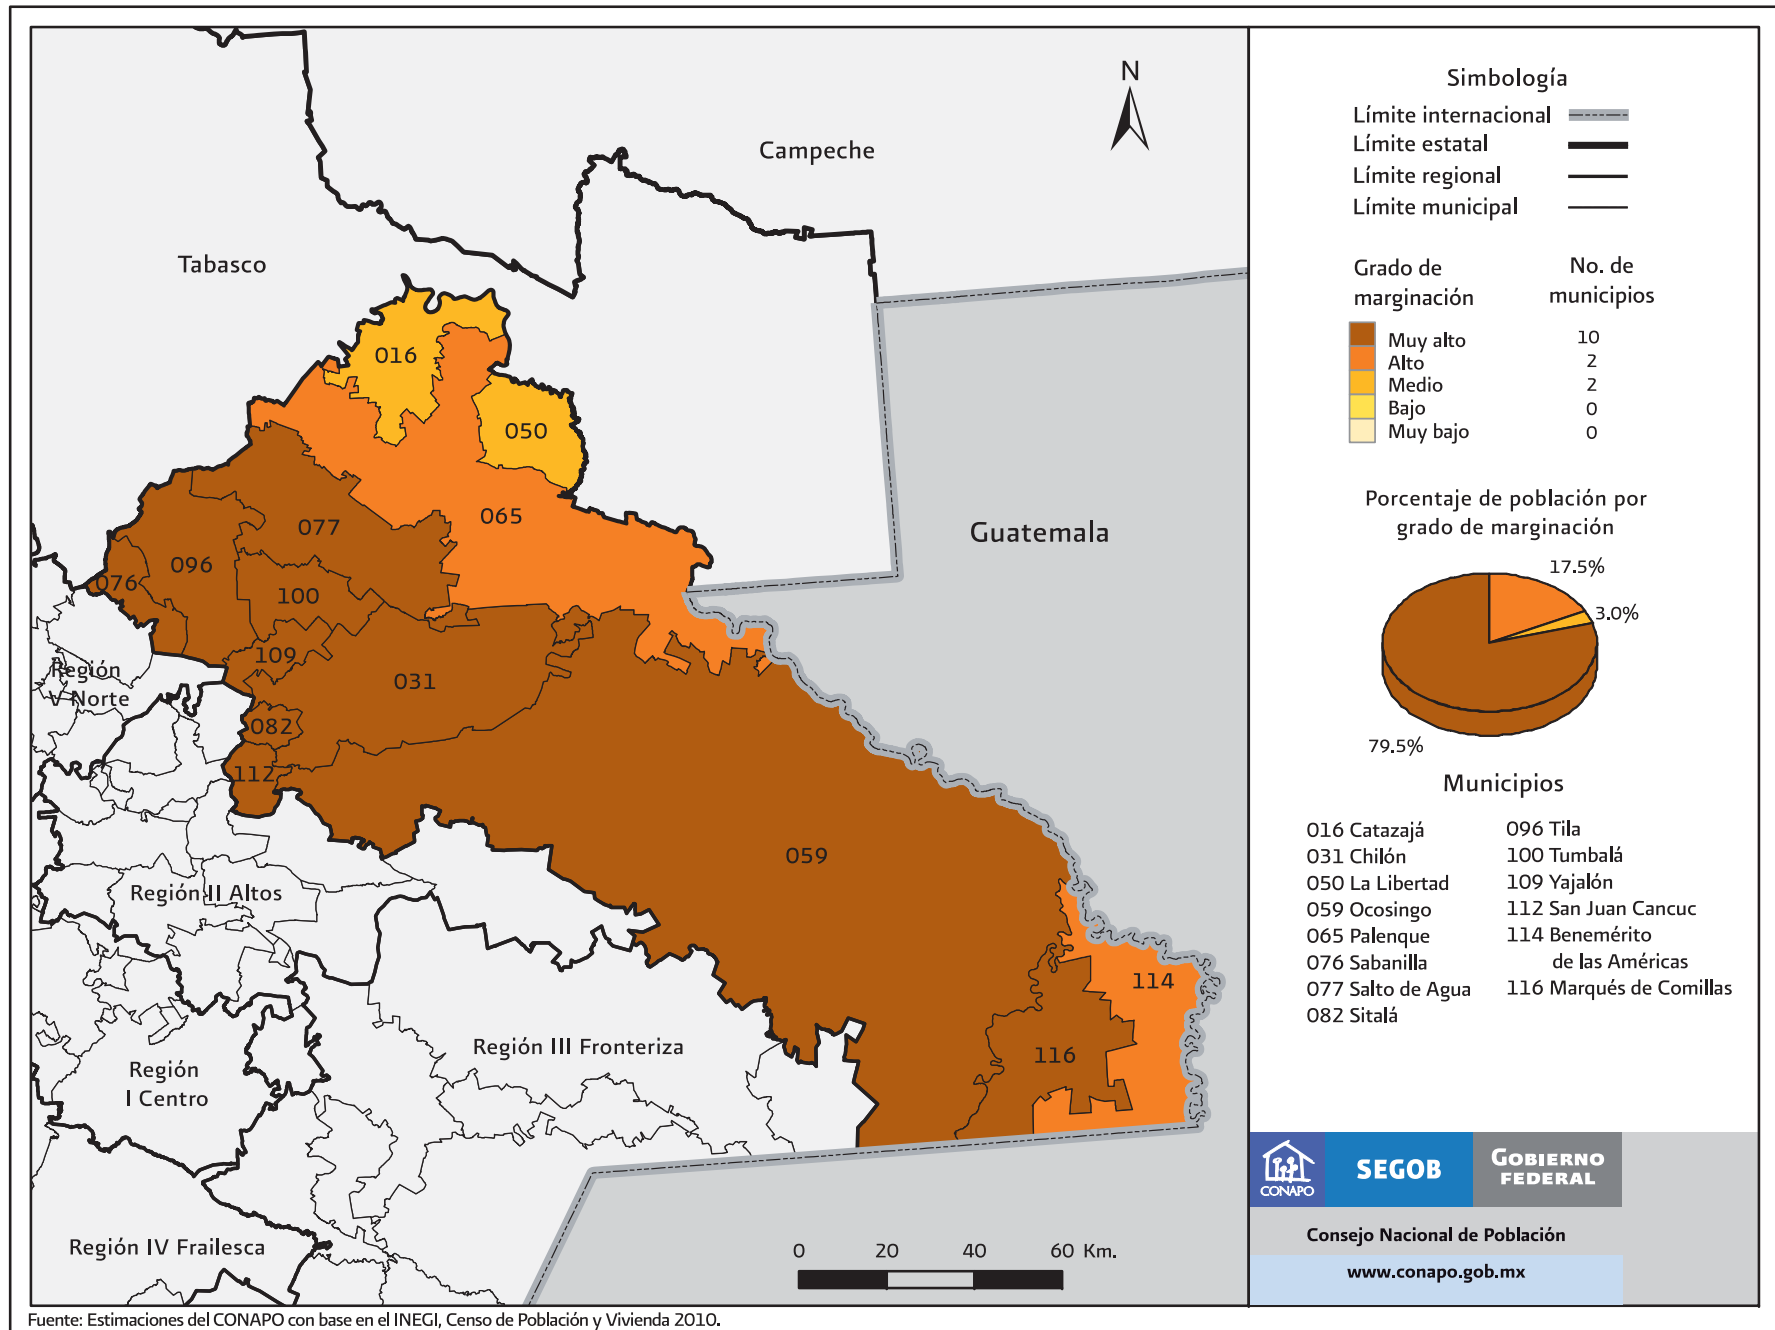 N
Campeche
Tabasco
016
050
065
077
096
076
100
109
031
082
112
059
114
116
Guatemala
Región
V Norte
Región II Altos
Región III Fronteriza
Región
I Centro
Región IV Frailesca
0 20 40 60 Km.
Simbología
Límite internacional
Límite estatal
Límite regional
Límite municipal
Grado de
marginación
No. de
municipios
Muy alto 10
Alto 2
Medio 2
Bajo 0
Muy bajo 0
Porcentaje de población por
grado de marginación
17.5%
3.0%
79.5%
Municipios
016 Catazajá
031 Chilón
050 La Libertad
059 Ocosingo
065 Palenque
076 Sabanilla
077 Salto de Agua
082 Sitalá
096 Tila
100 Tumbalá
109 Yajalón
112 San Juan Cancuc
114 Benemérito
de las Américas
116 Marqués de Comillas
CONAPO
SEGOB
GOBIERNO
FEDERAL
Consejo Nacional de Población
www.conapo.gob.mx
Fuente: Estimaciones del CONAPO con base en el INEGI, Censo de Población y Vivienda 2010.